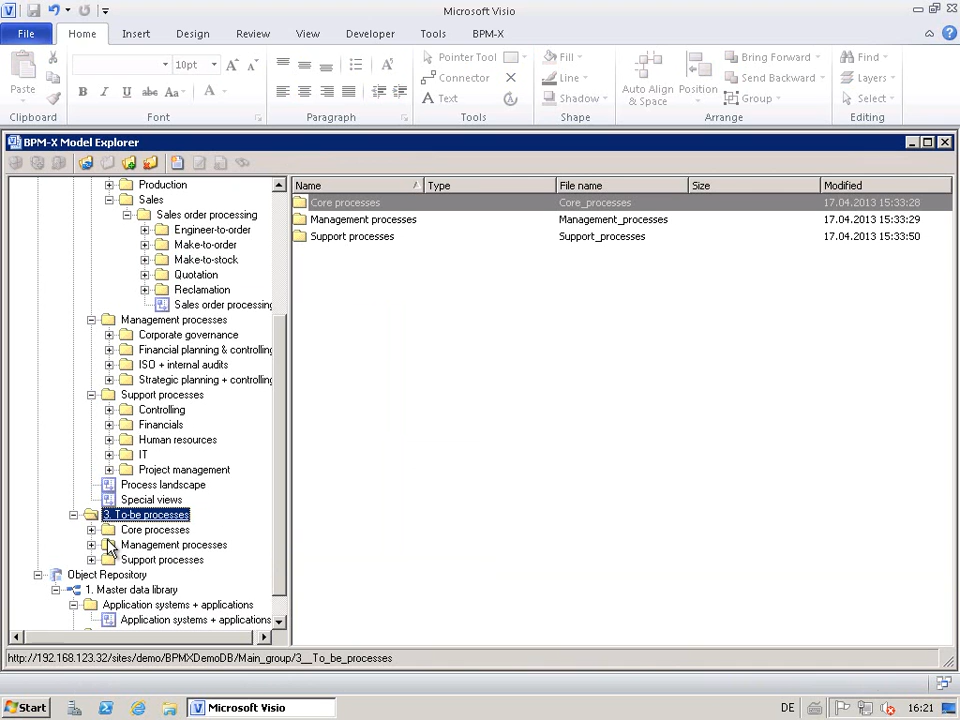 Microsoft Visio
File Home Insert Design Review View Developer Tools BPM-X
Paste
Clipboard
10pt
A A
B I U abc Aa A
Font
Paragraph
Pointer Tool
Connector
A Text
Tools
Fill
Line
Shadow
Shape
Auto Align & Space
Position
Bring Forward
Send Backward
Group
Arrange
Find
Layers
Select
Editing
BPM-X Model Explorer
Production
Sales
Sales order processing
Engineer-to-order
Make-to-order
Make-to-stock
Quotation
Reclamation
Sales order processing
Management processes
Corporate governance
Financial planning & controlling
ISO + internal audits
Strategic planning + controlling
Support processes
Controlling
Financials
Human resources
IT
Project management
Process landscape
Special views
3. To-be processes
Core processes
Management processes
Support processes
Object Repository
1. Master data library
Application systems + applications
Application systems + applications
Name Type File name Size Modified
Core processes Core_processes 17.04.2013 15:33:28
Management processes Management_processes 17.04.2013 15:33:29
Support processes Support_processes 17.04.2013 15:33:50
http://192.168.123.32/sites/demo/BPMXDemoDB/Main_group/3__To_be_processes
Start
Microsoft Visio
DE
16:21